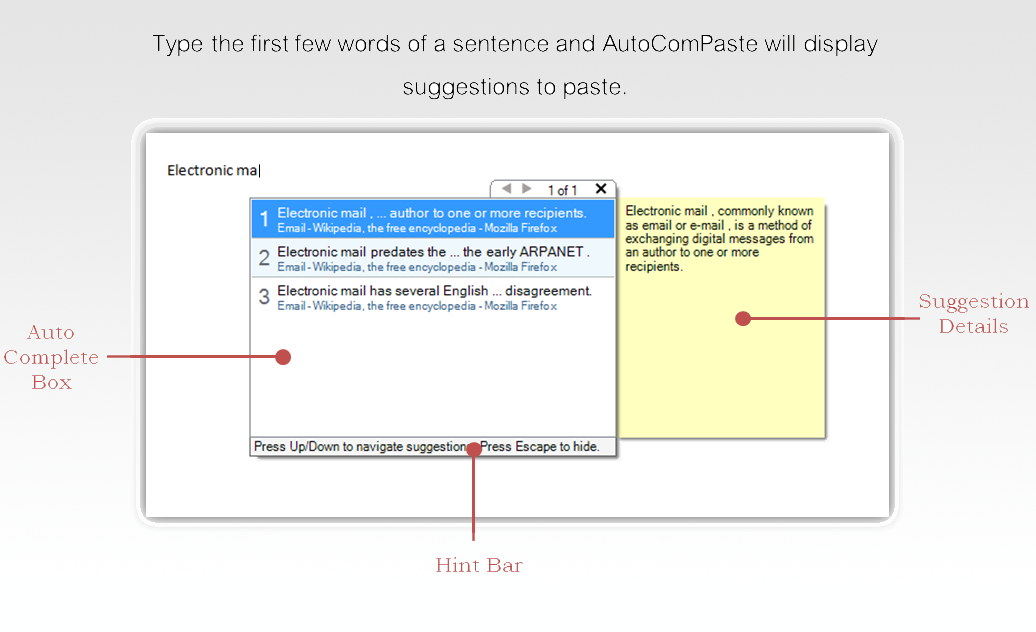 Type the first few words of a sentence and AutoComPaste will display
suggestions to paste.
Electronic ma
1 of 1
1 Electronic mail , ... author to one or more recipients.
Email - Wikipedia, the free encyclopedia - Mozilla Firefox
2 Electronic mail predates the ... the early ARPANET .
Email - Wikipedia, the free encyclopedia - Mozilla Firefox
3 Electronic mail has several English ... disagreement.
Email - Wikipedia, the free encyclopedia - Mozilla Firefox
Press Up/Down to navigate suggestion Press Escape to hide.
Electronic mail , commonly known
as email or e-mail , is a method of
exchanging digital messages from
an author to one or more
recipients.
Auto
Complete
Box
Suggestion
Details
Hint Bar